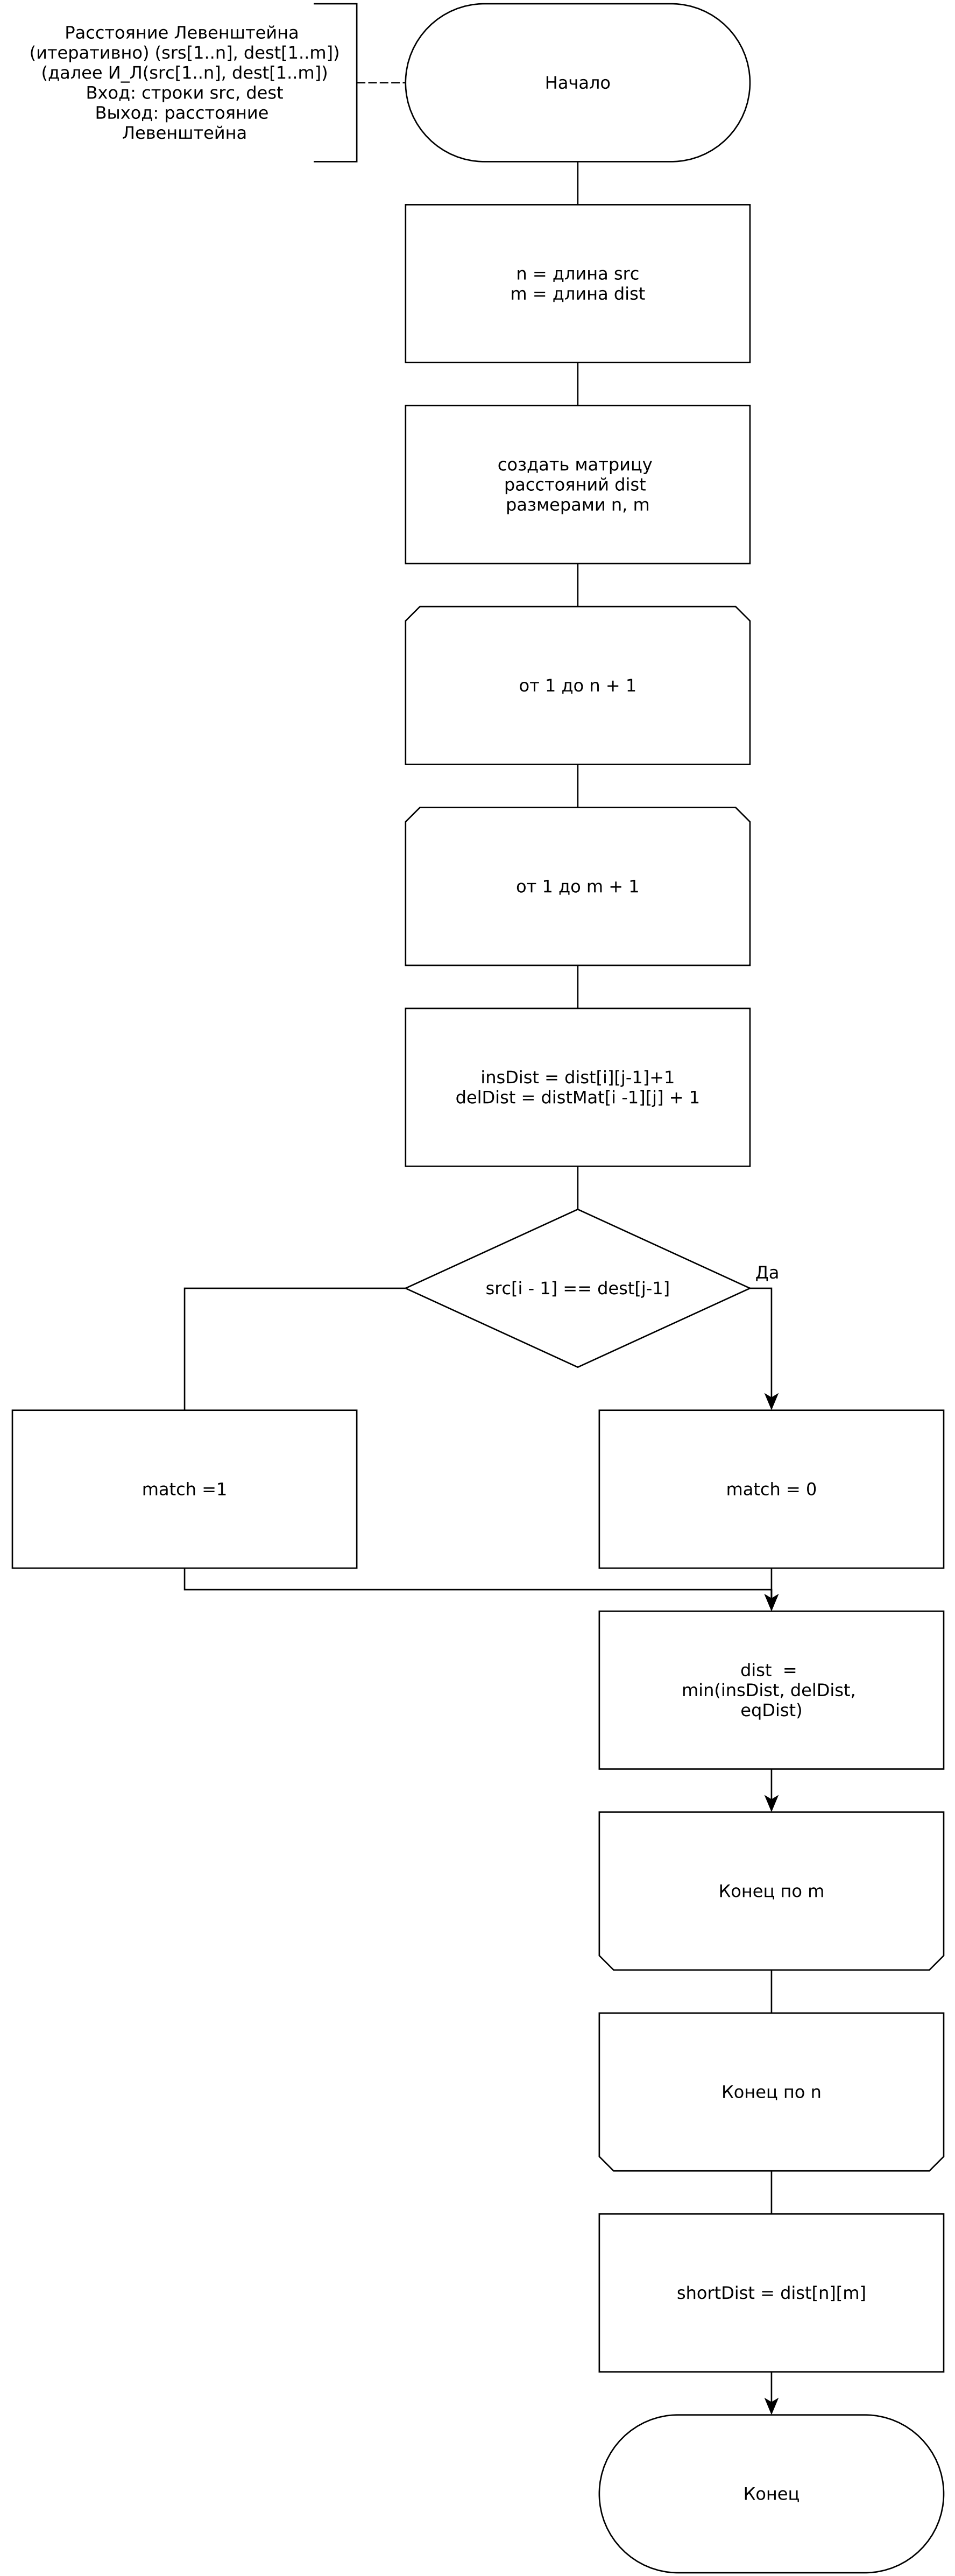 Расстояние Левенштейна
(итеративно) (srs[1..n], dest[1..m])
(далее И_Л(src[1..n], dest[1..m])
Вход: строки src, dest
Выход: расстояние
Левенштейна
Начало
n = длина src
m = длина dist
создать матрицу
расстояний dist
размерами n, m
от 1 до n + 1
от 1 до m + 1
insDist = dist[i][j-1]+1
delDist = distMat[i -1][j] + 1
src[i - 1] == dest[j-1]
Да
match =1
match = 0
dist  =
min(insDist, delDist,
eqDist)
Конец по m
Конец по n
shortDist = dist[n][m]
Конец